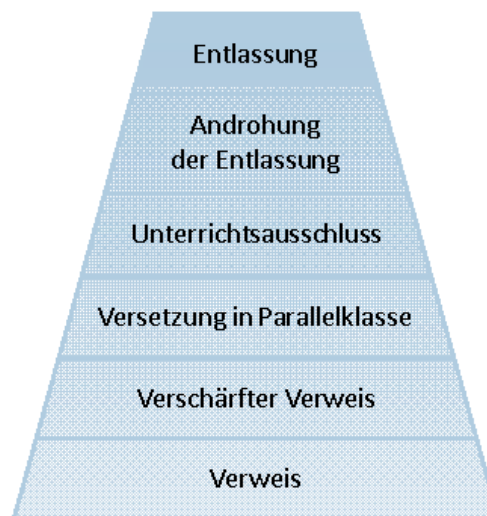 Entlassung
Androhung
der Entlassung
Unterrichtsausschluss
Versetzung in Parallelklasse
Verschärfter Verweis
Verweis